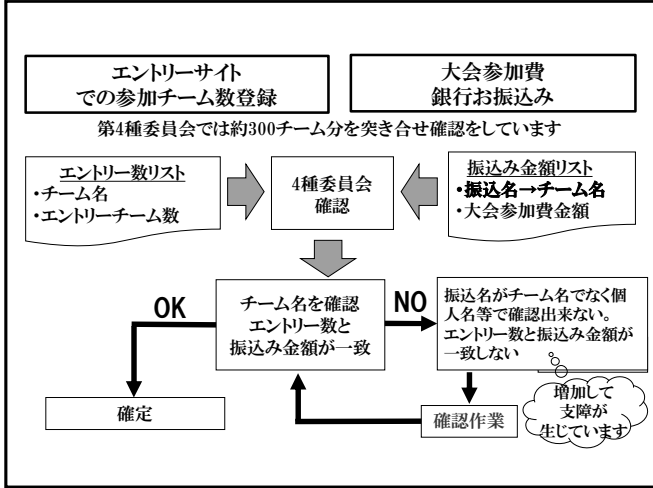 エントリーサイト
での参加チーム数登録
大会参加費
銀行お振込み
第4種委員会では約300チーム分を突き合せ確認をしています
エントリー数リスト
・チーム名
・エントリーチーム数
4種委員会
確認
振込み金額リスト
・振込名→チーム名
・大会参加費金額
OK
チーム名を確認
エントリー数と
振込み金額が一致
NO
振込名がチーム名でなく個
人名等で確認出来ない。
エントリー数と振込み金額が
一致しない
確定
確認作業
増加して
支障が
生じています